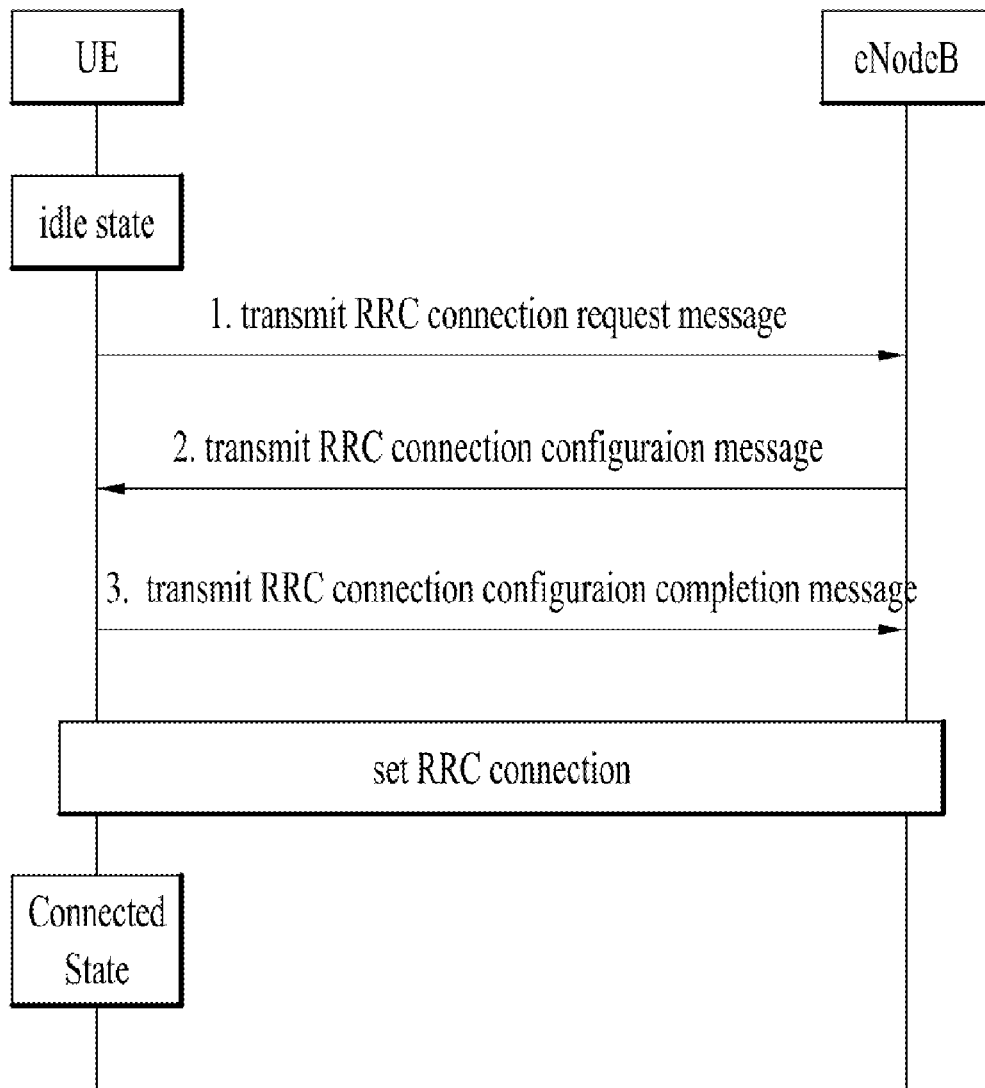 UE
eNodeB
idle state
1. transmit RRC connection request message
2. transmit RRC connection configuraion message
3. transmit RRC connection configuraion completion message
set RRC connection
Connected
State